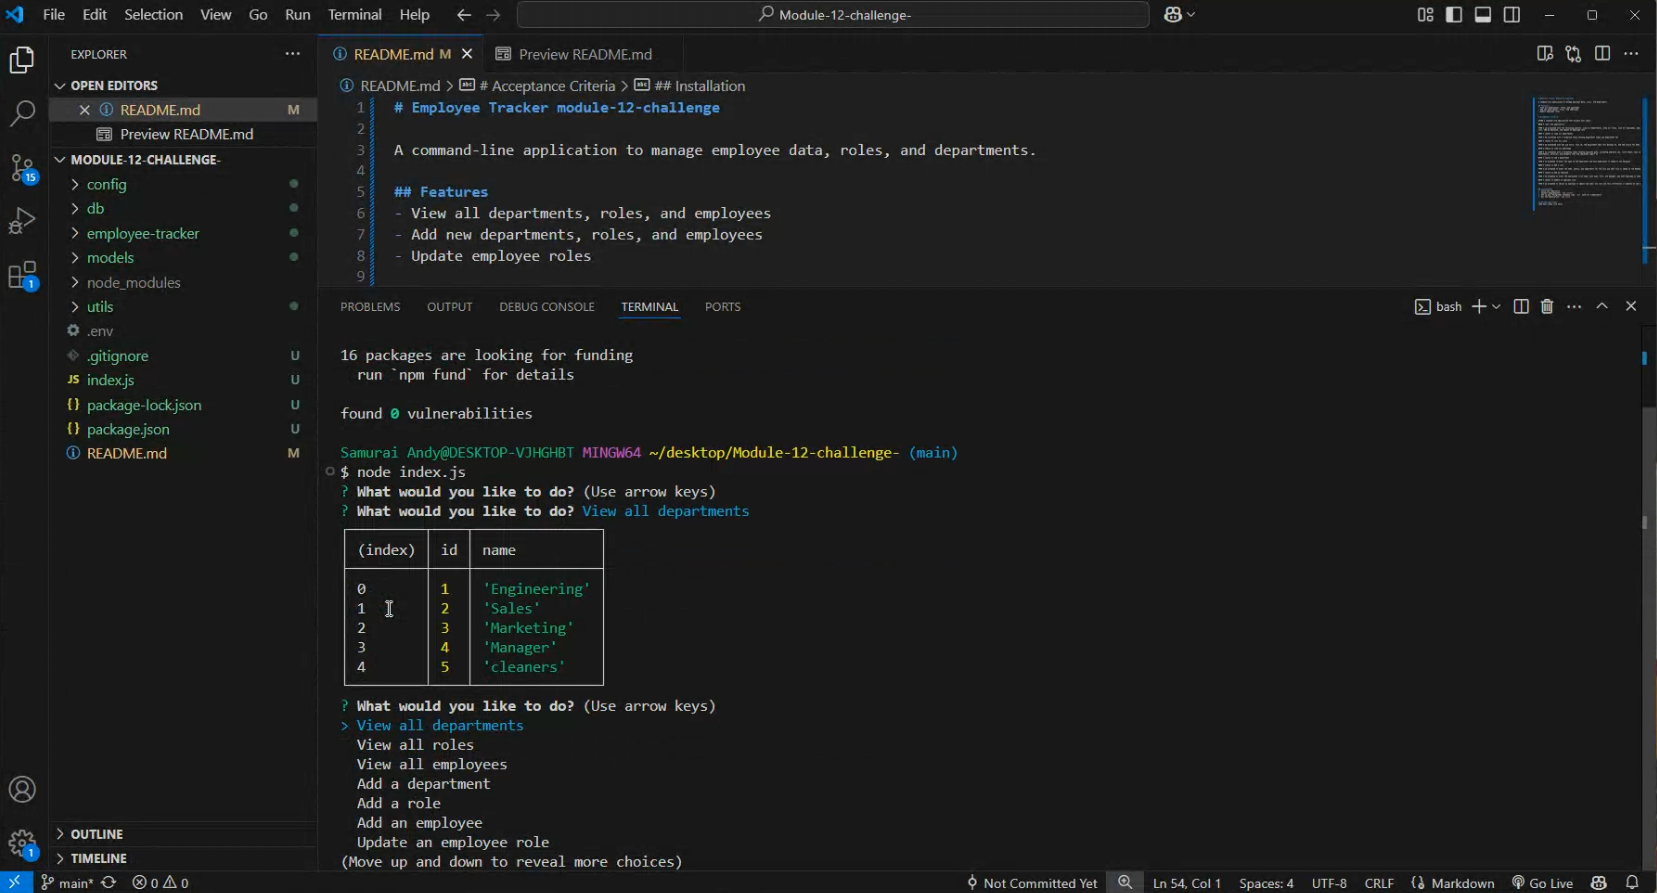 File Edit Selection View Go Run Terminal Help
Module-12-challenge-
EXPLORER
OPEN EDITORS
README.md M
Preview README.md
MODULE-12-CHALLENGE-
config
db
employee-tracker
models
node_modules
utils
.env
.gitignore U
JS index.js U
{} package-lock.json U
{} package.json U
README.md M
OUTLINE
TIMELINE
15
1
1
README.md M
Preview README.md
README.md > # Acceptance Criteria > ## Installation
1 # Employee Tracker module-12-challenge
2
3 A command-line application to manage employee data, roles, and departments.
4
5 ## Features
6 - View all departments, roles, and employees
7 - Add new departments, roles, and employees
8 - Update employee roles
9
PROBLEMS OUTPUT DEBUG CONSOLE TERMINAL PORTS
bash
16 packages are looking for funding
run `npm fund` for details
found 0 vulnerabilities
Samurai Andy@DESKTOP-VJHGHBT MINGW64 ~/desktop/Module-12-challenge- (main)
$ node index.js
? What would you like to do? (Use arrow keys)
? What would you like to do? View all departments
(index) id name
0 1 'Engineering'
1 2 'Sales'
2 3 'Marketing'
3 4 'Manager'
4 5 'cleaners'
? What would you like to do? (Use arrow keys)
> View all departments
View all roles
View all employees
Add a department
Add a role
Add an employee
Update an employee role
(Move up and down to reveal more choices)
main* 0 0 Not Committed Yet Ln 54, Col 1 Spaces: 4 UTF-8 CRLF Markdown Go Live